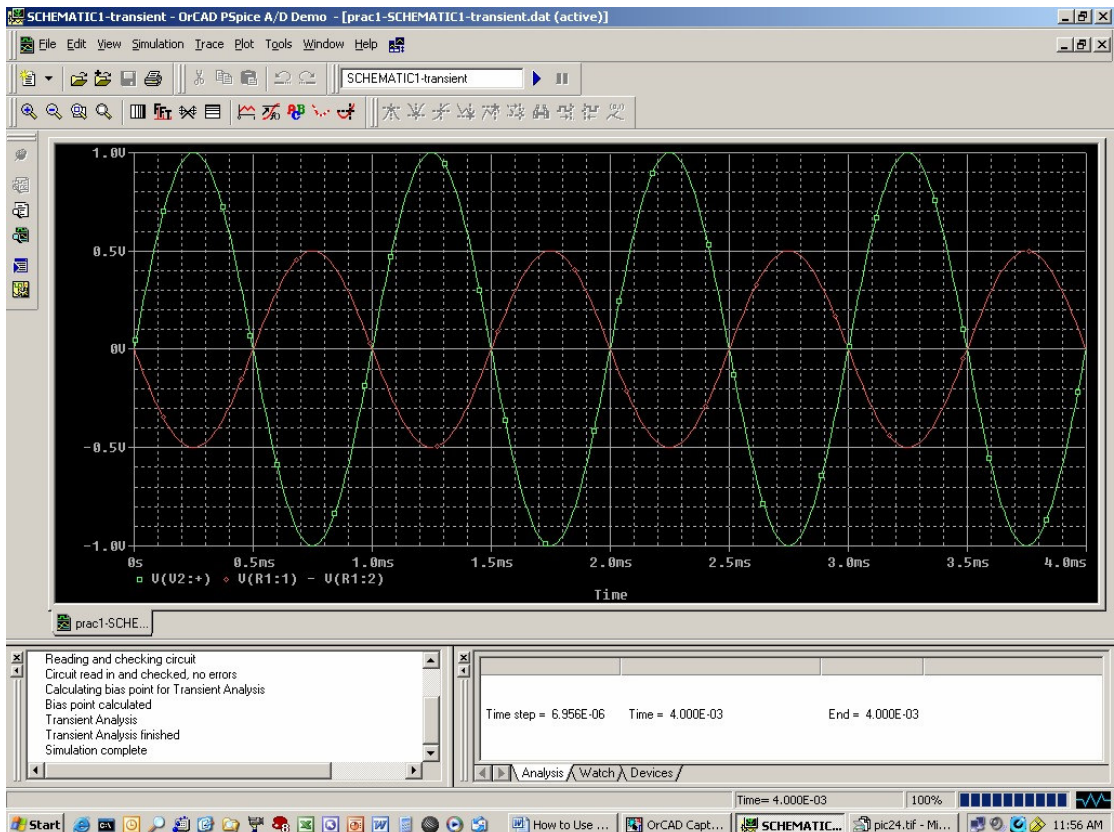 SCHEMATIC1-transient - OrCAD PSpice A/D Demo - [prac1-SCHEMATIC1-transient.dat (active)]
File Edit View Simulation Trace Plot Tools Window Help
SCHEMATIC1-transient
1.0V
0.5V
0V
-0.5V
-1.0V
0s 0.5ms 1.0ms 1.5ms 2.0ms 2.5ms 3.0ms 3.5ms 4.0ms
V(V2:+) V(R1:1) - V(R1:2)
Time
prac1-SCHE...
Reading and checking circuit
Circuit read in and checked, no errors
Calculating bias point for Transient Analysis
Bias point calculated
Transient Analysis
Transient Analysis finished
Simulation complete
Time step = 6.956E-06 Time = 4.000E-03 End = 4.000E-03
Analysis Watch Devices
Time= 4.000E-03 100%
Start How to Use ... OrCAD Capt... SCHEMATIC... pic24.tif - Mi... 11:56 AM